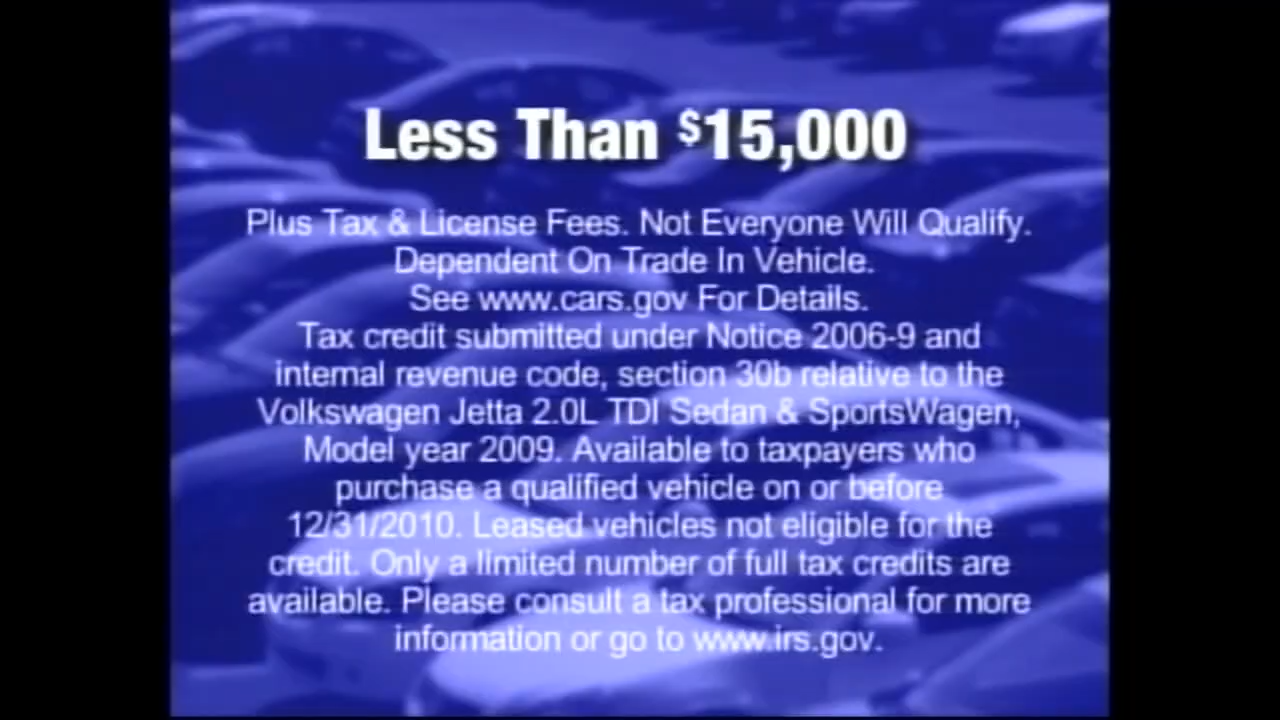 Less Than $15,000
Plus Tax & License Fees. Not Everyone Will Qualify.
Dependent On Trade In Vehicle.
See www.cars.gov For Details.
Tax credit submitted under Notice 2006-9 and
internal revenue code, section 30b relative to the
Volkswagen Jetta 2.0L TDI Sedan & SportsWagen,
Model year 2009. Available to taxpayers who
purchase a qualified vehicle on or before
12/31/2010. Leased vehicles not eligible for the
credit. Only a limited number of full tax credits are
available. Please consult a tax professional for more
information or go to www.irs.gov.